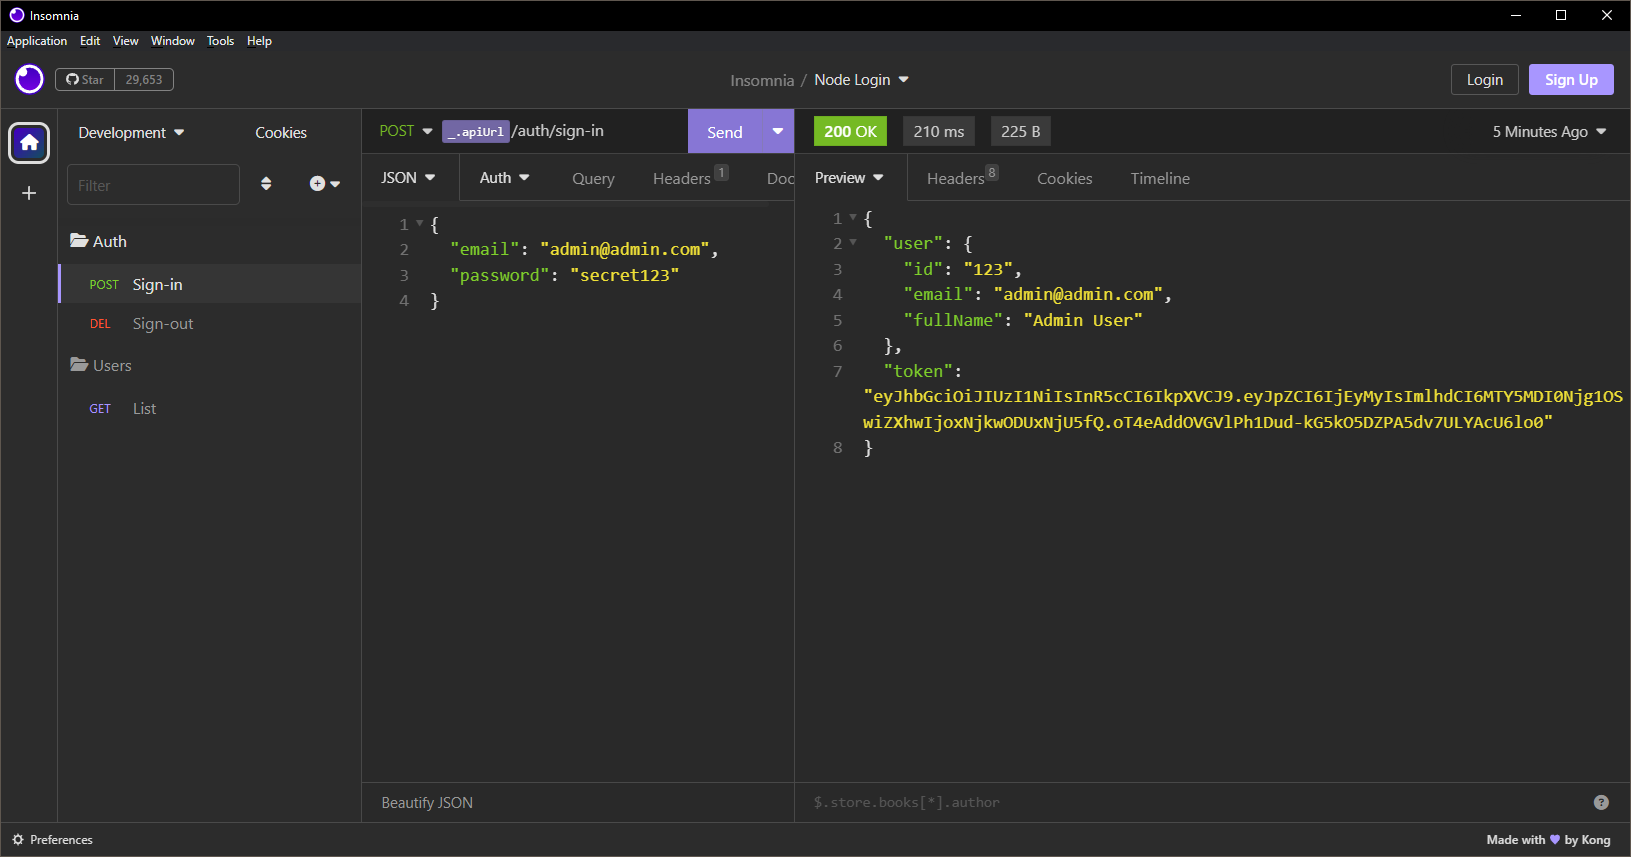 Insomnia
Application Edit View Window Tools Help
Star 29,653
Insomnia / Node Login
Login Sign Up
Development Cookies
Filter
Auth
POST Sign-in
DEL Sign-out
Users
GET List
POST _.apiUrl /auth/sign-in Send
JSON Auth Query Headers 1 Doc
1 {
2 "email": "admin@admin.com",
3 "password": "secret123"
4 }
Beautify JSON
200 OK 210 ms 225 B 5 Minutes Ago
Preview Headers 8 Cookies Timeline
1 {
2 "user": {
3 "id": "123",
4 "email": "admin@admin.com",
5 "fullName": "Admin User"
6 },
7 "token":
"eyJhbGciOiJIUzI1NiIsInR5cCI6IkpXVCJ9.eyJpZCI6IjEyMyIsImlhdCI6MTY5MDI0Njg1OS
wiZXhwIjoxNjkwODUxNjU5fQ.oT4eAddOVGVlPh1Dud-kG5kO5DZPA5dv7ULYAcU6lo0"
8 }
$.store.books[*].author ?
Preferences
Made with by Kong